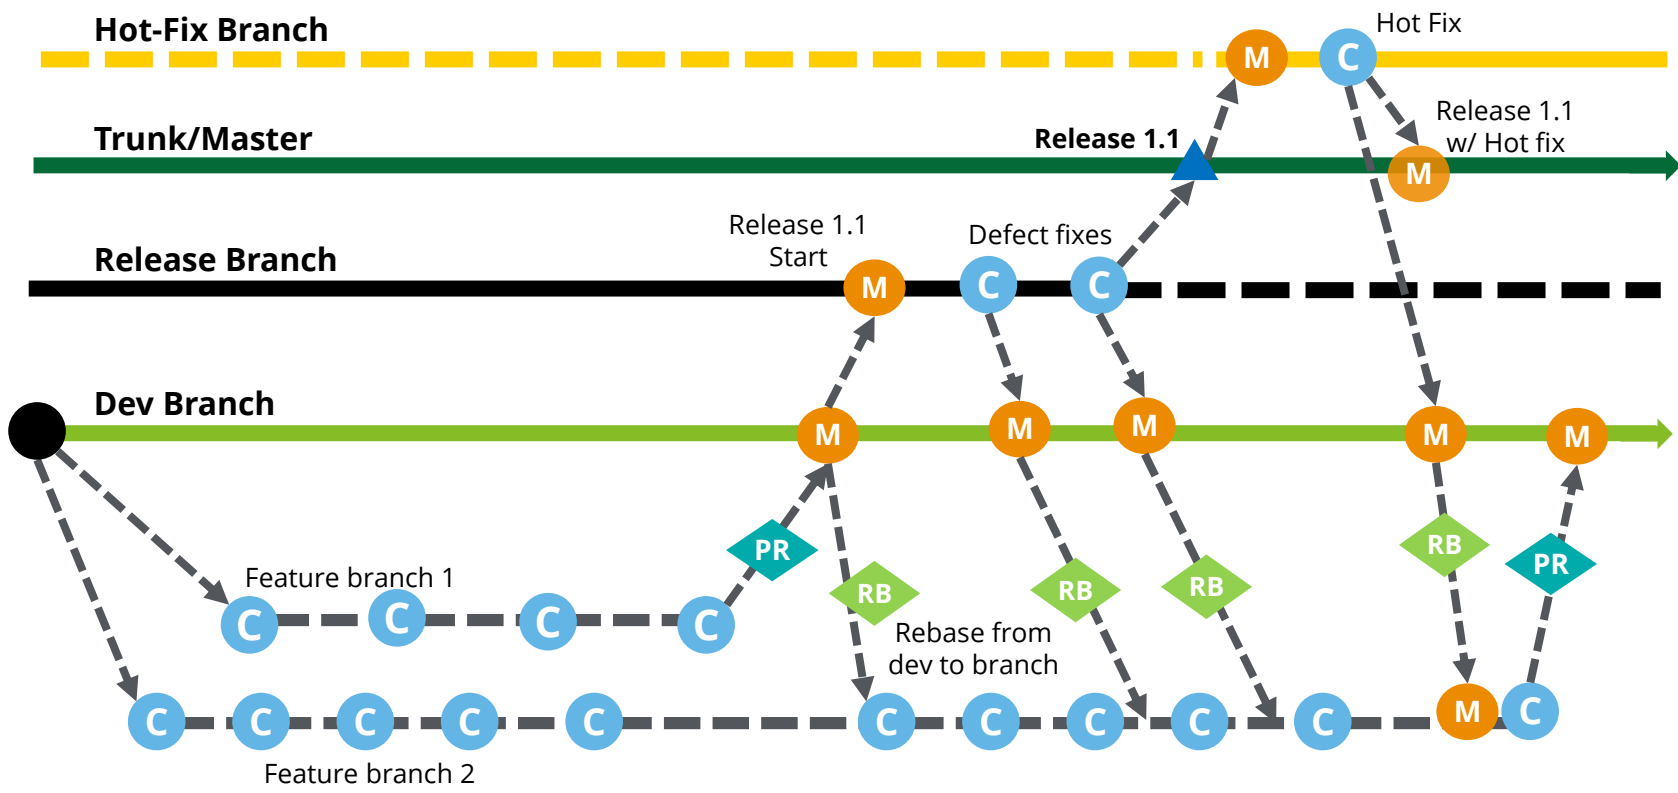 Hot-Fix Branch
Hot Fix
M
C
Trunk/Master
Release 1.1
Release 1.1
w/ Hot fix
M
Release Branch
Release 1.1
Start
Defect fixes
M
C
C
Dev Branch
M
M
M
M
M
PR
RB
RB
RB
RB
PR
Feature branch 1
C
C
C
C
Rebase from
dev to branch
C
C
C
C
C
C
C
C
C
C
M
C
Feature branch 2